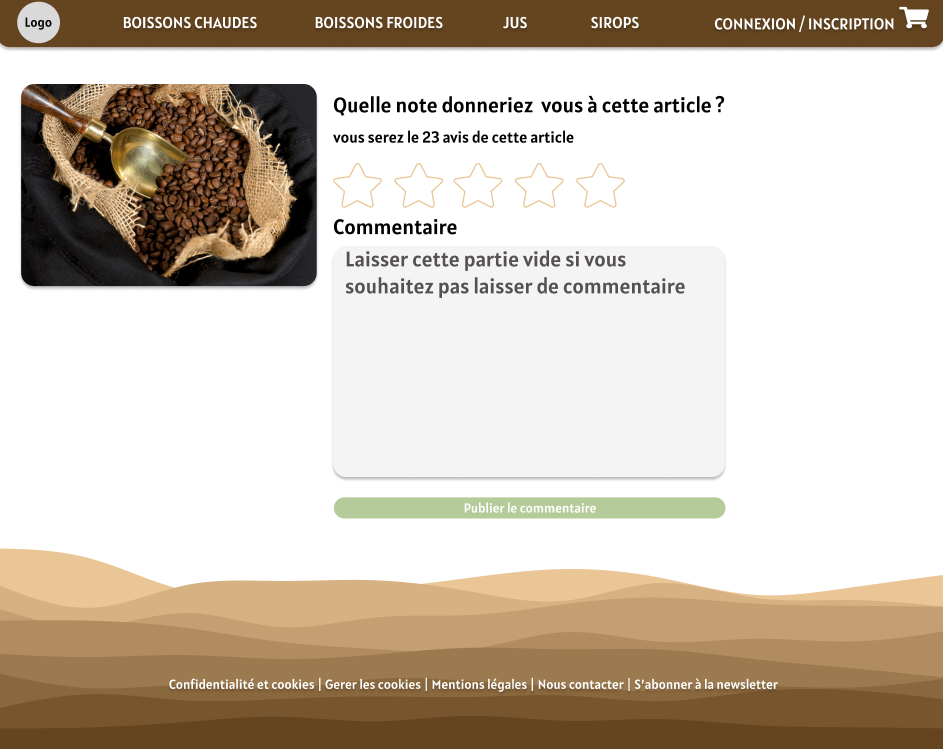 Logo
BOISSONS CHAUDES
BOISSONS FROIDES
JUS
SIROPS
CONNEXION / INSCRIPTION
Quelle note donneriez vous à cette article ?
vous serez le 23 avis de cette article
Commentaire
Laisser cette partie vide si vous
souhaitez pas laisser de commentaire
Publier le commentaire
Confidentialité et cookies | Gerer les cookies | Mentions légales | Nous contacter | S'abonner à la newsletter